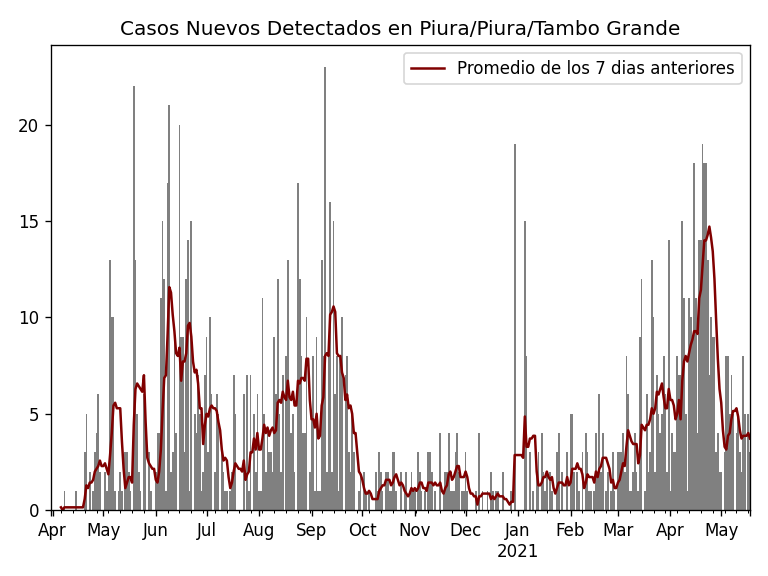 Casos Nuevos Detectados en Piura/Piura/Tambo Grande
Promedio de los 7 dias anteriores
20
15
10
5
0
Apr May Jun Jul Aug Sep Oct Nov Dec Jan Feb Mar Apr May
2021